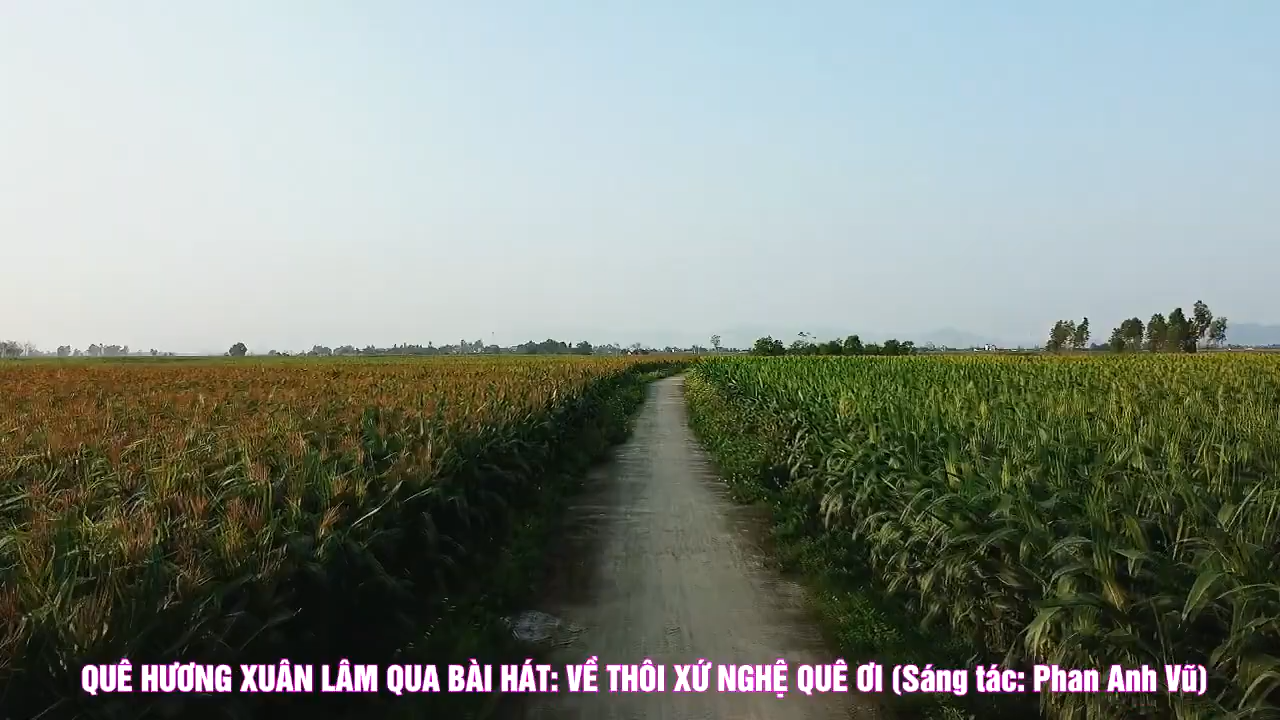 QUÊ HƯƠNG XUÂN LÂM QUA BÀI HÁT: VỀ THÔI XỨ NGHỆ QUÊ ƠI (Sáng tác: Phan Anh Vũ)